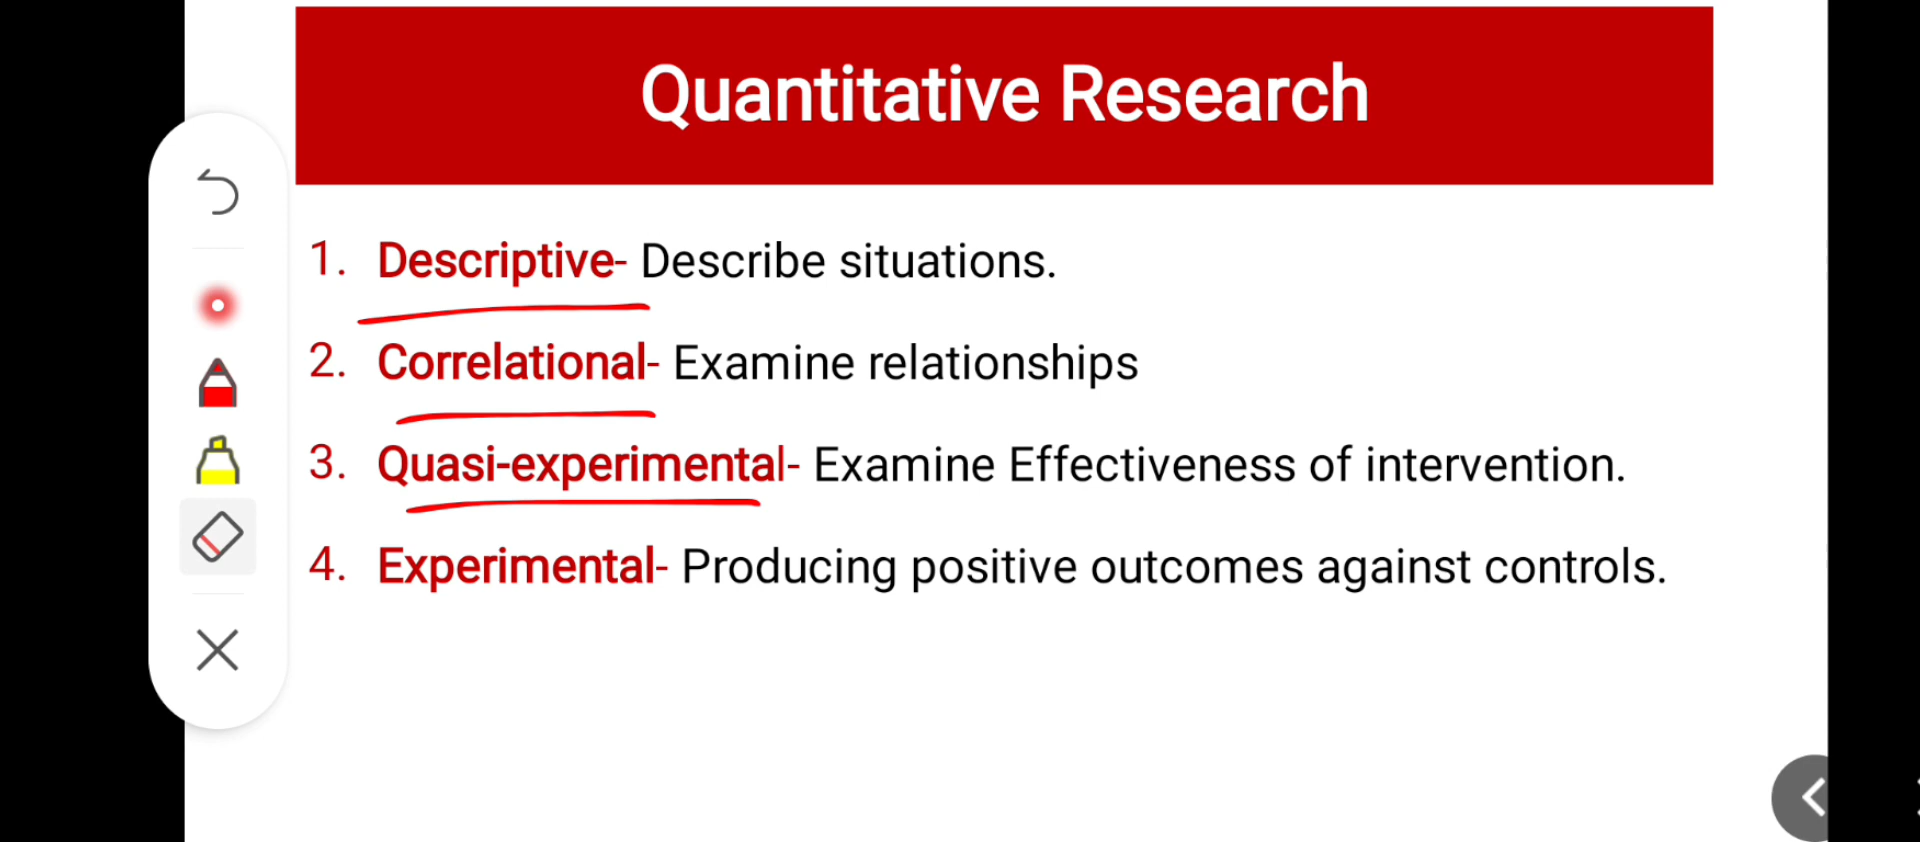 Quantitative Research
1. Descriptive- Describe situations.
2. Correlational- Examine relationships
3. Quasi-experimental- Examine Effectiveness of intervention.
4. Experimental- Producing positive outcomes against controls.